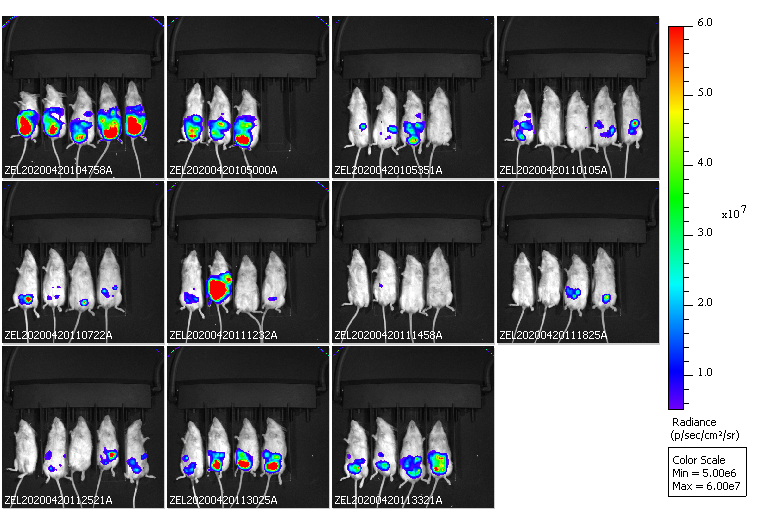 ZEL20200420104758A
ZEL20200420105000A
ZEL20200420105351A
ZEL20200420110105A
ZEL20200420110722A
ZEL20200420111232A
ZEL20200420111458A
ZEL20200420111825A
ZEL20200420112521A
ZEL20200420113025A
ZEL20200420113321A
6.0
5.0
4.0
3.0
2.0
1.0
x10⁷
Radiance
(p/sec/cm²/sr)
Color Scale
Min = 5.00e6
Max = 6.00e7